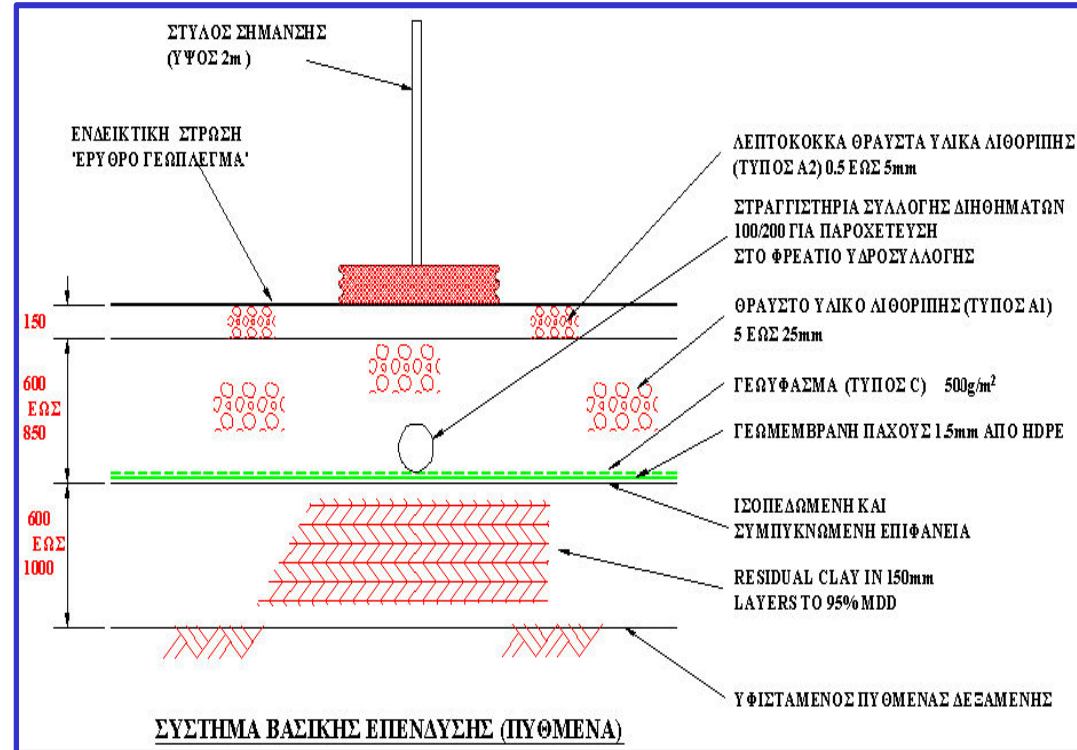 ΣΤΥΛΟΣ ΣΗΜΑΝΣΗΣ
(ΥΨΟΣ 2m )
ΕΝΔΕΙΚΤΙΚΗ ΣΤΡΩΣΗ
'ΕΡΥΘΡΟ ΓΕΩΠΛΕΓΜΑ'
ΛΕΠΤΟΚΟΚΚΑ ΘΡΑΥΣΤΑ ΥΛΙΚΑ ΛΙΘΟΡΙΠΗΣ
(ΤΥΠΟΣ Α2) 0.5 ΕΩΣ 5mm
ΣΤΡΑΓΓΙΣΤΗΡΙΑ ΣΥΛΛΟΓΗΣ ΔΙΗΘΗΜΑΤΩΝ
100/200 ΓΙΑ ΠΑΡΟΧΕΤΕΥΣΗ
ΣΤΟ ΦΡΕΑΤΙΟ ΥΔΡΟΣΥΛΛΟΓΗΣ
ΘΡΑΥΣΤΟ ΥΛΙΚΟ ΛΙΘΟΡΙΠΗΣ (ΤΥΠΟΣ Α1)
5 ΕΩΣ 25mm
150
600
ΕΩΣ
850
ΓΕΩΥΦΑΣΜΑ (ΤΥΠΟΣ C) 500g/m²
ΓΕΩΜΕΜΒΡΑΝΗ ΠΑΧΟΥΣ 1.5mm ΑΠΟ HDPE
600
ΕΩΣ
1000
ΙΣΟΠΕΔΩΜΕΝΗ ΚΑΙ
ΣΥΜΠΥΚΝΩΜΕΝΗ ΕΠΙΦΑΝΕΙΑ
RESIDUAL CLAY IN 150mm
LAYERS TO 95% MDD
ΥΦΙΣΤΑΜΕΝΟΣ ΠΥΘΜΕΝΑΣ ΔΕΞΑΜΕΝΗΣ
ΣΥΣΤΗΜΑ ΒΑΣΙΚΗΣ ΕΠΕΝΔΥΣΗΣ (ΠΥΘΜΕΝΑ)